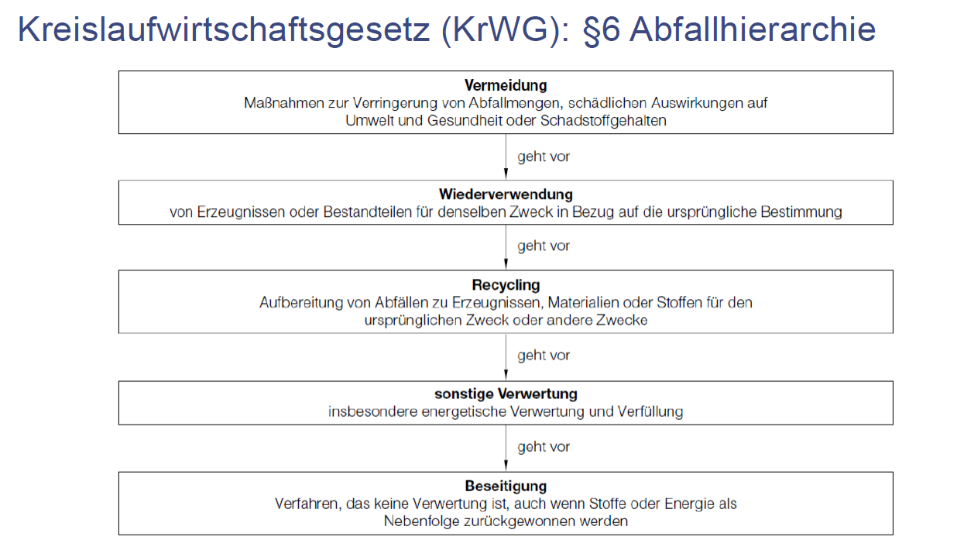 Kreislaufwirtschaftsgesetz (KrWG): §6 Abfallhierarchie
Vermeidung
Maßnahmen zur Verringerung von Abfallmengen, schädlichen Auswirkungen auf
Umwelt und Gesundheit oder Schadstoffgehalten
geht vor
Wiederverwendung
von Erzeugnissen oder Bestandteilen für denselben Zweck in Bezug auf die ursprüngliche Bestimmung
geht vor
Recycling
Aufbereitung von Abfällen zu Erzeugnissen, Materialien oder Stoffen für den
ursprünglichen Zweck oder andere Zwecke
geht vor
sonstige Verwertung
insbesondere energetische Verwertung und Verfüllung
geht vor
Beseitigung
Verfahren, das keine Verwertung ist, auch wenn Stoffe oder Energie als
Nebenfolge zurückgewonnen werden